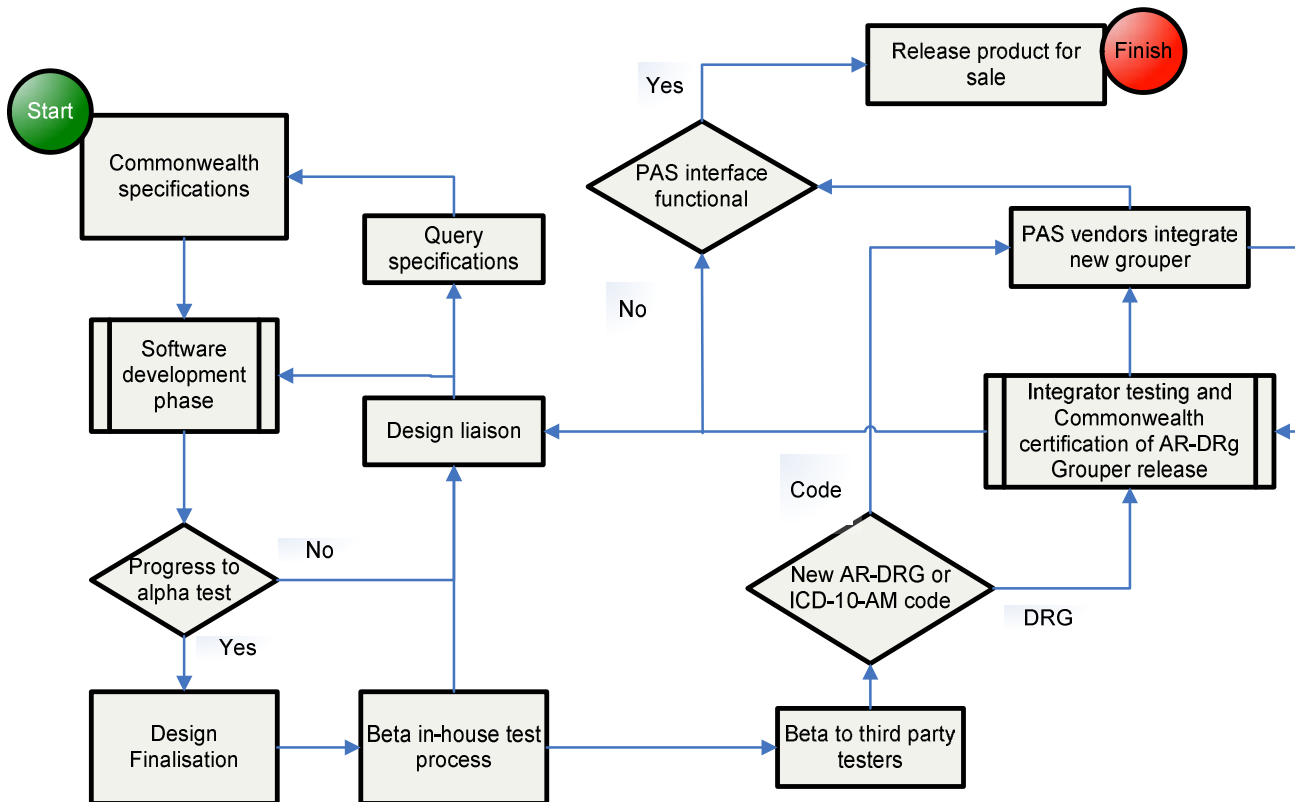 Start
Commonwealth
specifications
Query
specifications
Software
development
phase
Design liaison
Progress to
alpha test
No
Yes
Design
Finalisation
Beta in-house test
process
Beta to third party
testers
New AR-DRG or
ICD-10-AM code
Code
DRG
Integrator testing and
Commonwealth
certification of AR-DRg
Grouper release
PAS vendors integrate
new grouper
PAS interface
functional
No
Yes
Release product for
sale
Finish